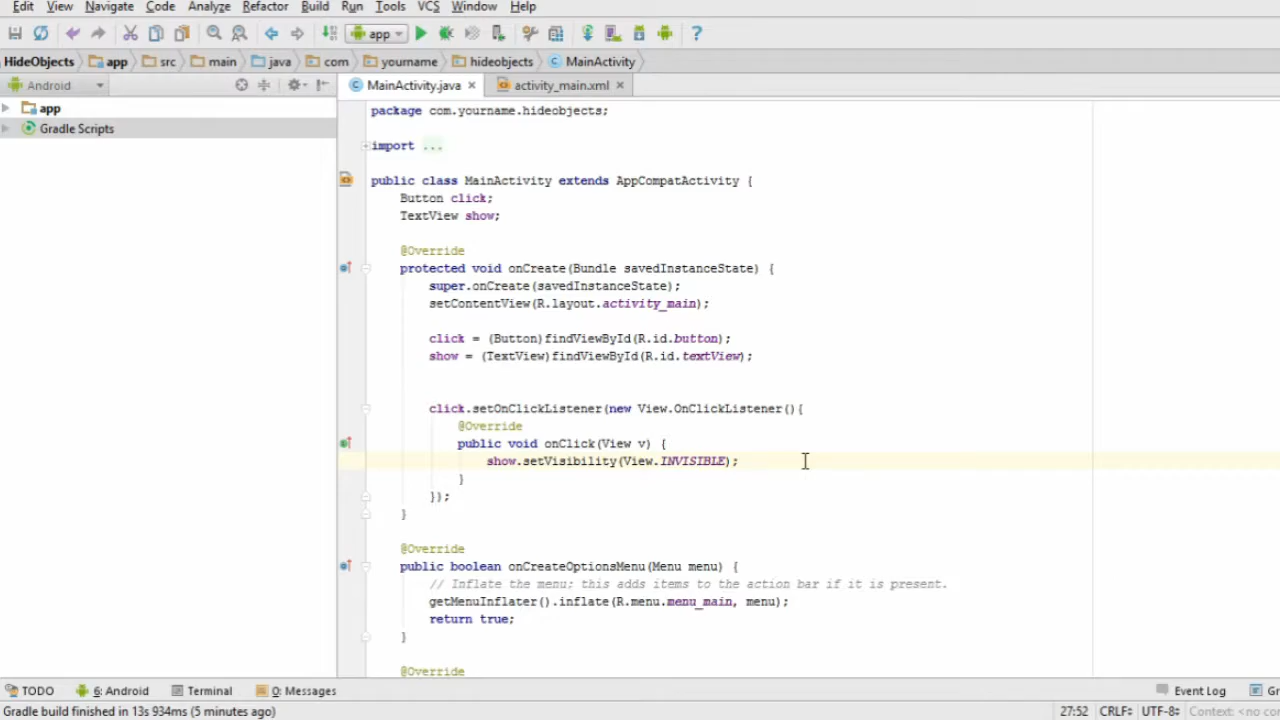 Edit View Navigate Code Analyze Refactor Build Run Tools VCS Window Help
app
HideObjects app src main java com yourname hideobjects MainActivity
Android MainActivity.java activity_main.xml
app
Gradle Scripts
package com.yourname.hideobjects;
import ...
public class MainActivity extends AppCompatActivity {
Button click;
TextView show;
@Override
protected void onCreate(Bundle savedInstanceState) {
super.onCreate(savedInstanceState);
setContentView(R.layout.activity_main);
click = (Button)findViewById(R.id.button);
show = (TextView)findViewById(R.id.textView);
click.setOnClickListener(new View.OnClickListener(){
@Override
public void onClick(View v) {
show.setVisibility(View.INVISIBLE);
}
});
}
@Override
public boolean onCreateOptionsMenu(Menu menu) {
// Inflate the menu; this adds items to the action bar if it is present.
getMenuInflater().inflate(R.menu.menu_main, menu);
return true;
}
@Override
TODO 6: Android Terminal 0: Messages Event Log Gr
Gradle build finished in 13s 934ms (5 minutes ago) 27:52 CRLF UTF-8 Context: <no co